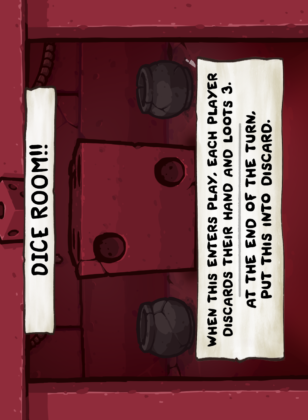 DICE ROOM!!
WHEN THIS ENTERS PLAY, EACH PLAYER
DISCARDS THEIR HAND AND LOOTS 3.
AT THE END OF THE TURN,
PUT THIS INTO DISCARD.